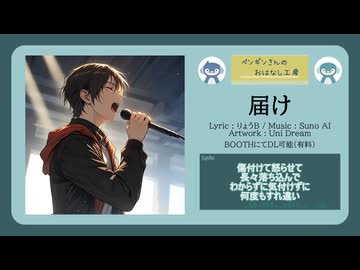 ペンギンさんの
おはなし工房
届け
Lyric : りょうB / Music : Suno AI
Artwork : Uni Dream
BOOTHにてDL可能(有料)
Lyric
傷付けて怒らせて
長々落ち込んで
わからずに気付けずに
何度もすれ違い